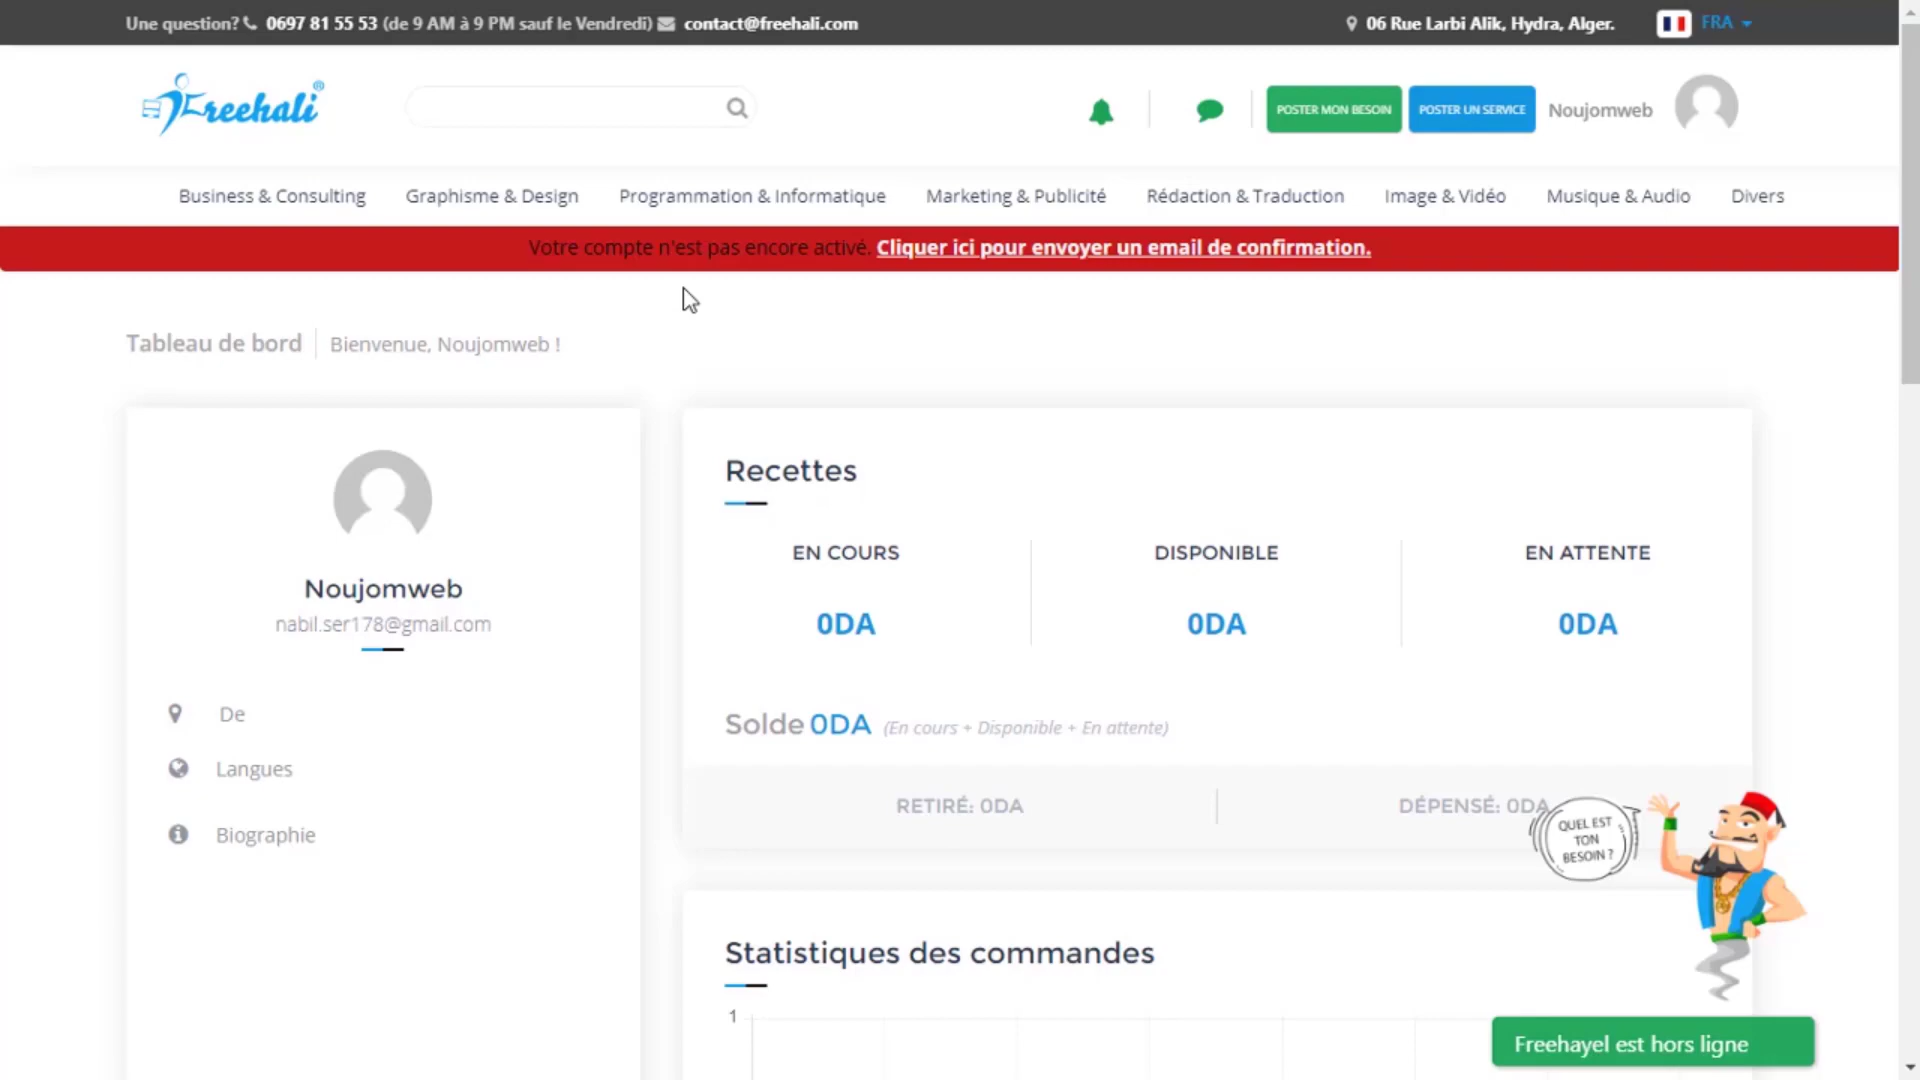 Une question? 0697 81 55 53 (de 9 AM à 9 PM sauf le Vendredi) contact@freehali.com
06 Rue Larbi Alik, Hydra, Alger.
FRA
Freehali®
POSTER MON BESOIN
POSTER UN SERVICE
Noujomweb
Business & Consulting
Graphisme & Design
Programmation & Informatique
Marketing & Publicité
Rédaction & Traduction
Image & Vidéo
Musique & Audio
Divers
Votre compte n'est pas encore activé. Cliquer ici pour envoyer un email de confirmation.
Tableau de bord
Bienvenue, Noujomweb !
Noujomweb
nabil.ser178@gmail.com
De
Langues
Biographie
Recettes
EN COURS
DISPONIBLE
EN ATTENTE
0DA
0DA
0DA
Solde 0DA (En cours + Disponible + En attente)
RETIRÉ: 0DA
DÉPENSÉ: 0DA
QUEL EST
TON
BESOIN ?
Statistiques des commandes
1
Freehayel est hors ligne